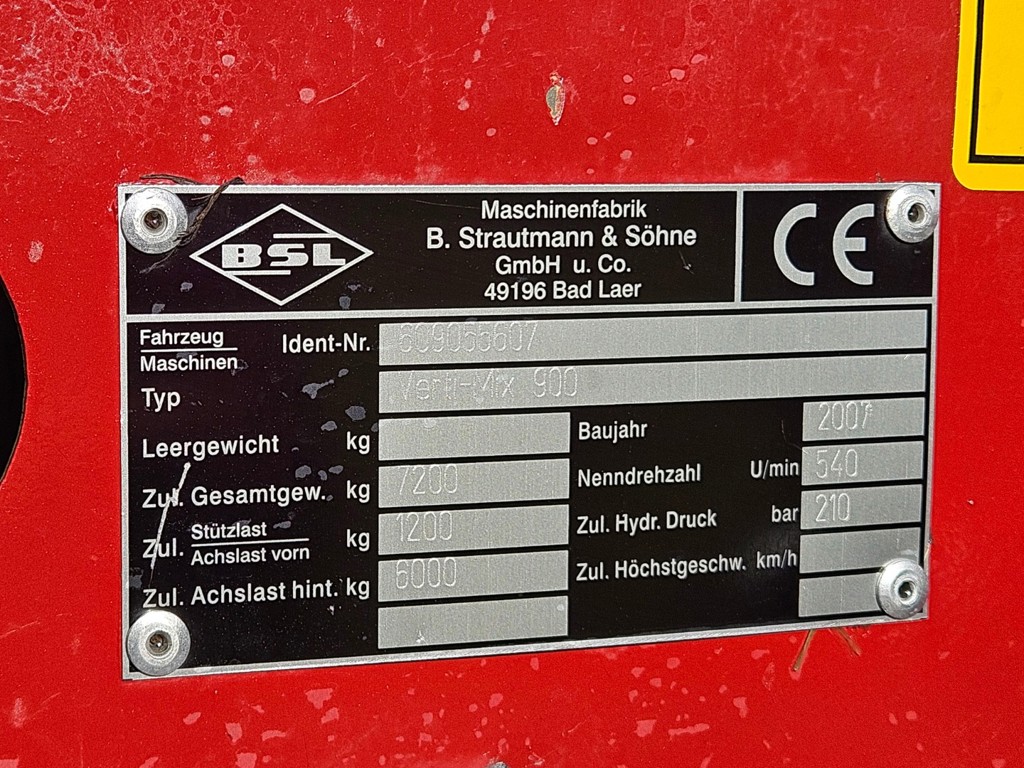 BSL
Maschinenfabrik
B. Strautmann & Söhne
GmbH u. Co.
49196 Bad Laer
CE
Fahrzeug
Maschinen
Ident-Nr.
Typ Verti-Mix 900
Leergewicht kg
Zul. Gesamtgew. kg 7200
Zul. Stützlast
Achslast vorn kg 1200
Zul. Achslast hint. kg 6000
Baujahr 2007
Nenndrehzahl U/min 540
Zul. Hydr. Druck bar 210
Zul. Höchstgeschw. km/h